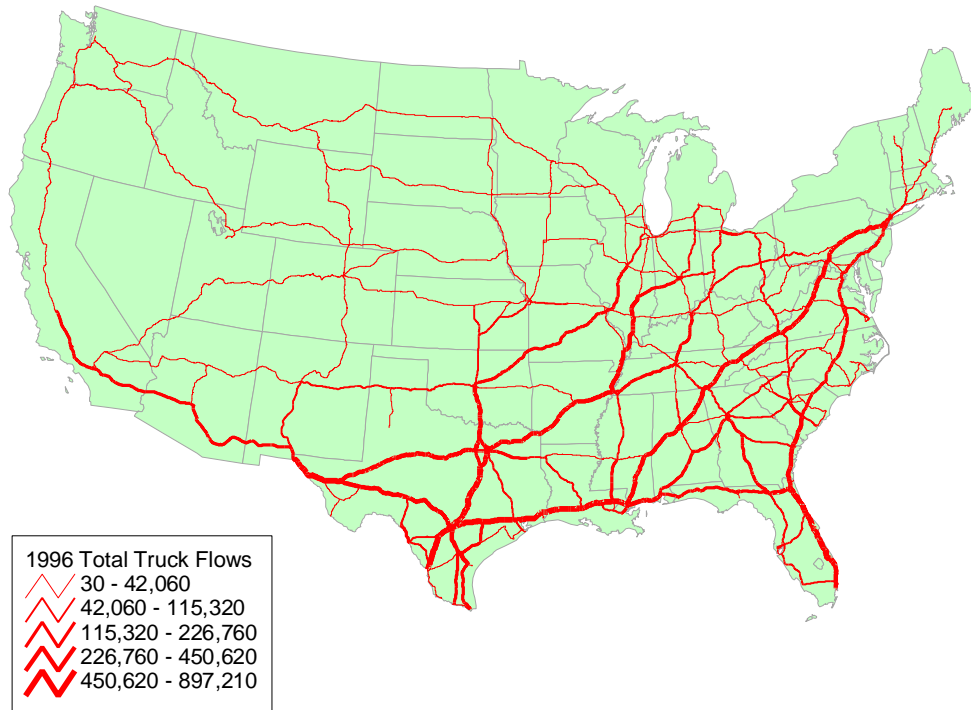 1996 Total Truck Flows
30 - 42,060
42,060 - 115,320
115,320 - 226,760
226,760 - 450,620
450,620 - 897,210